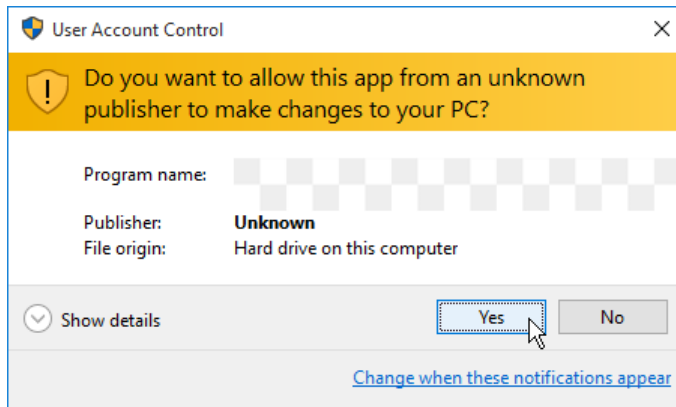 User Account Control
Do you want to allow this app from an unknown
publisher to make changes to your PC?
Program name:
Publisher: Unknown
File origin: Hard drive on this computer
Show details Yes No
Change when these notifications appear